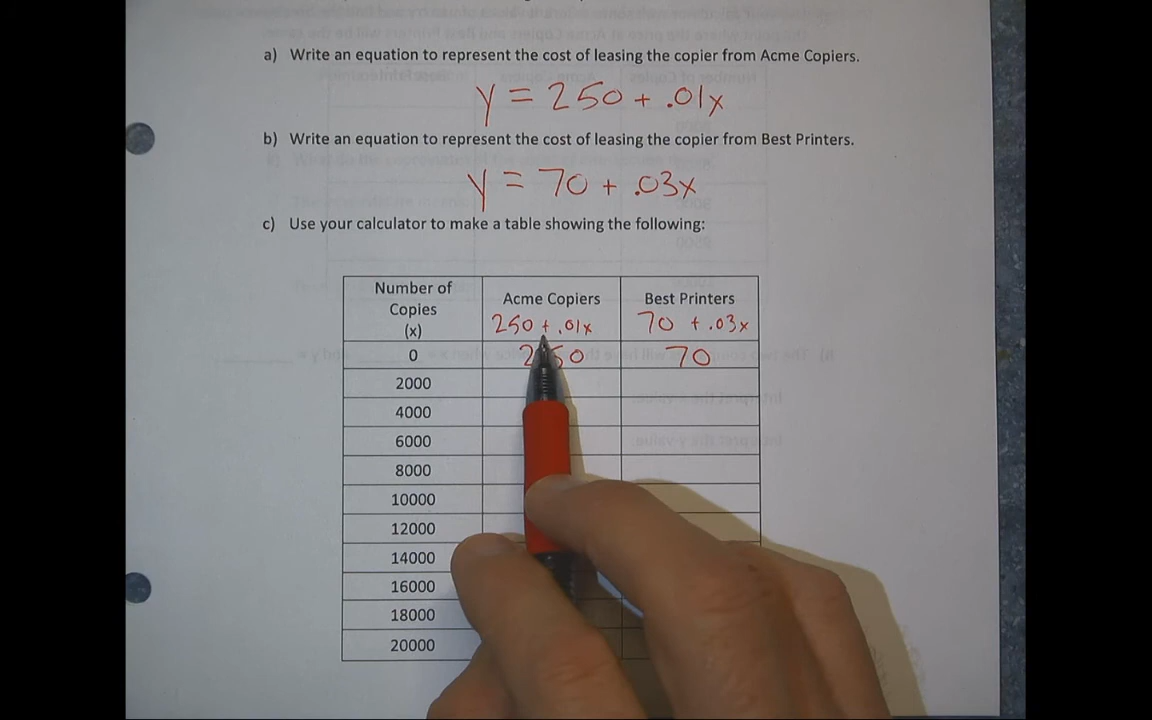 a) Write an equation to represent the cost of leasing the copier from Acme Copiers.
y = 250 + .01x
b) Write an equation to represent the cost of leasing the copier from Best Printers.
y = 70 + .03x
c) Use your calculator to make a table showing the following:
Number of Copies (x) Acme Copiers 250 + .01x Best Printers 70 + .03x
0 250 70
2000
4000
6000
8000
10000
12000
14000
16000
18000
20000